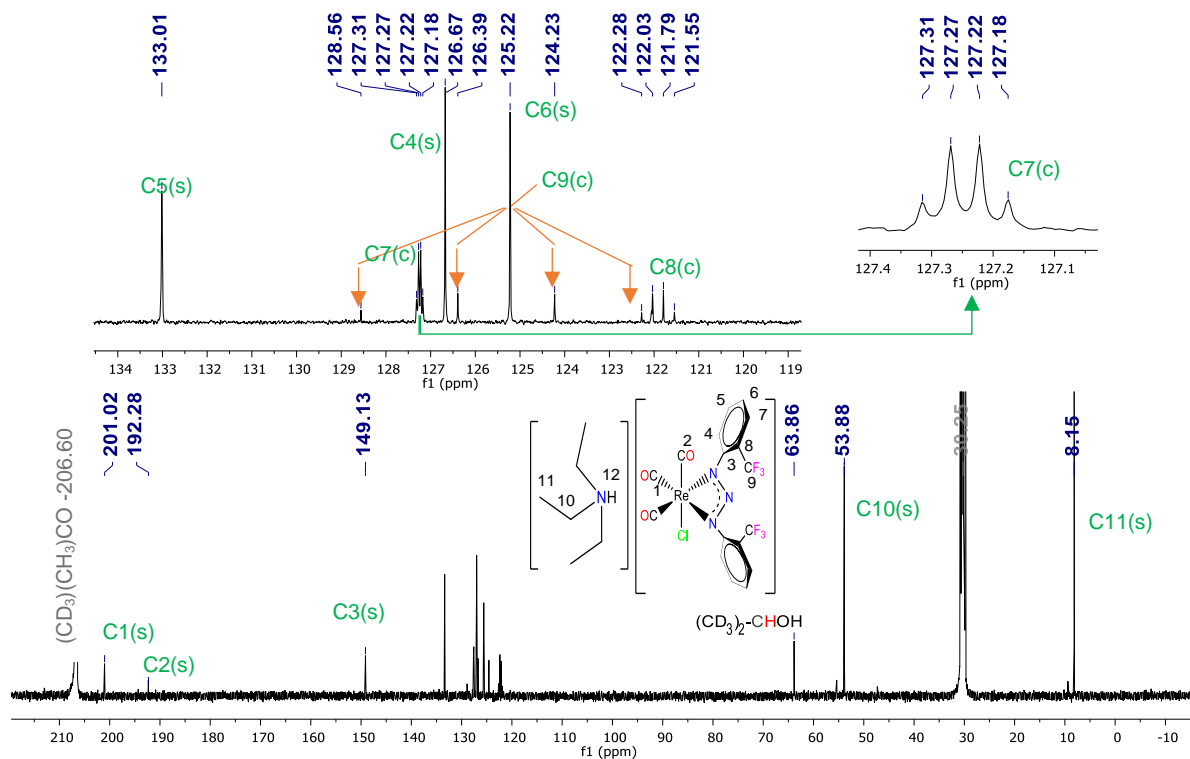 133.01
128.56
127.31
127.27
127.22
127.18
126.67
126.39
125.22
124.23
122.28
122.03
121.79
121.55
127.31
127.27
127.22
127.18
C6(s)
C4(s)
C9(c)
C5(s)
C7(c)
C8(c)
C7(c)
127.4 127.3 127.2 127.1
f1 (ppm)
134 133 132 131 130 129 128 127 126 125 124 123 122 121 120 119
f1 (ppm)
(CD3)(CH3)CO -206.60
201.02
192.28
149.13
63.86
53.88
30.25
8.15
6
5
7
4
2
8
CO
3
CF3
9
11
12
OC
1
N
10
NH
Re
N
OC
N
Cl
CF3
C10(s)
C11(s)
C3(s)
C1(s)
C2(s)
(CD3)2-CHOH
210 200 190 180 170 160 150 140 130 120 110 100 90 80 70 60 50 40 30 20 10 0 -10
f1 (ppm)